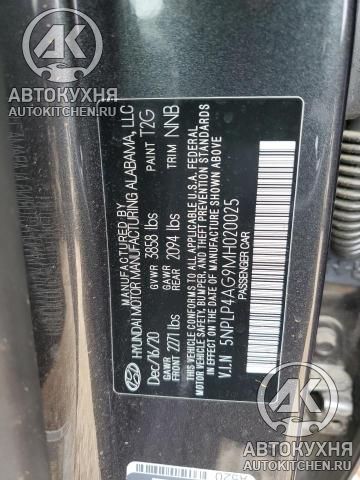 АВТОКУХНЯ
AUTOKITCHEN.RU
MANUFACTURED BY
HYUNDAI MOTOR MANUFACTURING ALABAMA, LLC
Dec/16/20 GVWR 3858 lbs PAINT T2G
GAWR FRONT 2271 lbs GAWR REAR 2094 lbs TRIM NNB
THIS VEHICLE CONFORMS TO ALL APPLICABLE U.S.A. FEDERAL
MOTOR VEHICLE SAFETY, BUMPER, AND THEFT PREVENTION
STANDARDS IN EFFECT ON THE DATE OF MANUFACTURE SHOWN ABOVE.
V.I.N 5NPLP4AG9MH020025
PASSENGER CAR
АВТОКУХНЯ
AUTOKITCHEN.RU